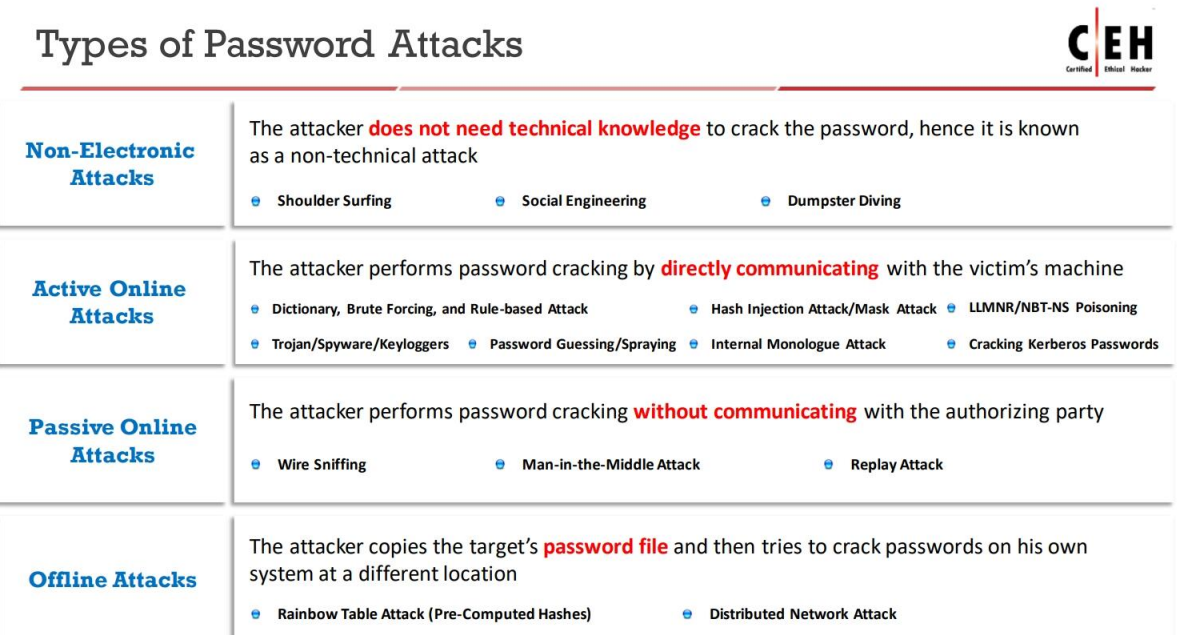 Types of Password Attacks
C|EH
Certified Ethical Hacker
Non-Electronic
Attacks
The attacker does not need technical knowledge to crack the password, hence it is known
as a non-technical attack
Shoulder Surfing
Social Engineering
Dumpster Diving
Active Online
Attacks
The attacker performs password cracking by directly communicating with the victim’s machine
Dictionary, Brute Forcing, and Rule-based Attack
Hash Injection Attack/Mask Attack
LLMNR/NBT-NS Poisoning
Trojan/Spyware/Keyloggers
Password Guessing/Spraying
Internal Monologue Attack
Cracking Kerberos Passwords
Passive Online
Attacks
The attacker performs password cracking without communicating with the authorizing party
Wire Sniffing
Man-in-the-Middle Attack
Replay Attack
Offline Attacks
The attacker copies the target’s password file and then tries to crack passwords on his own
system at a different location
Rainbow Table Attack (Pre-Computed Hashes)
Distributed Network Attack